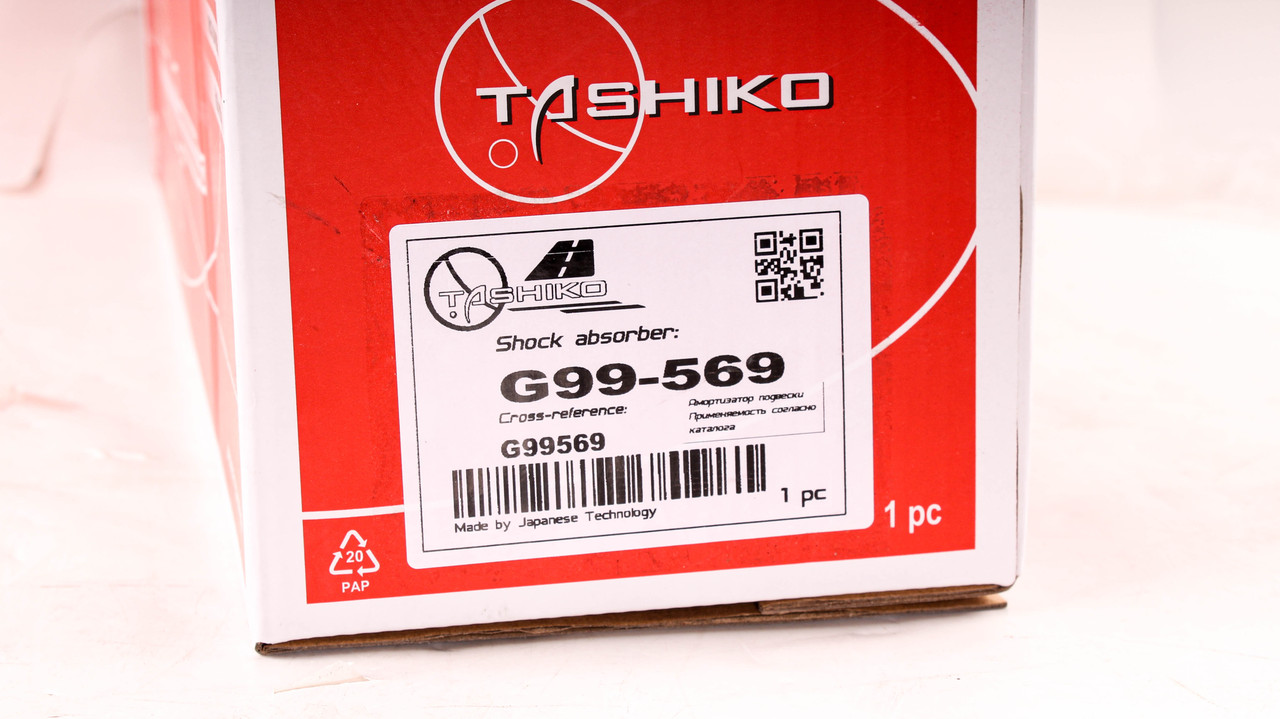 TASHIKO
TASHIKO
Shock absorber:
G99-569
Cross-reference:
Амортизатор подвески
Применяемость согласно
каталога
G99569
1 pc
Made by Japanese Technology
1 pc
20
PAP